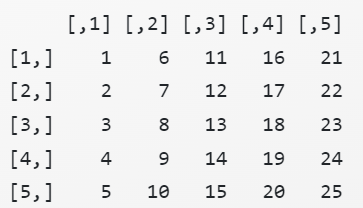 [,1] [,2] [,3] [,4] [,5]
[1,] 1 6 11 16 21
[2,] 2 7 12 17 22
[3,] 3 8 13 18 23
[4,] 4 9 14 19 24
[5,] 5 10 15 20 25